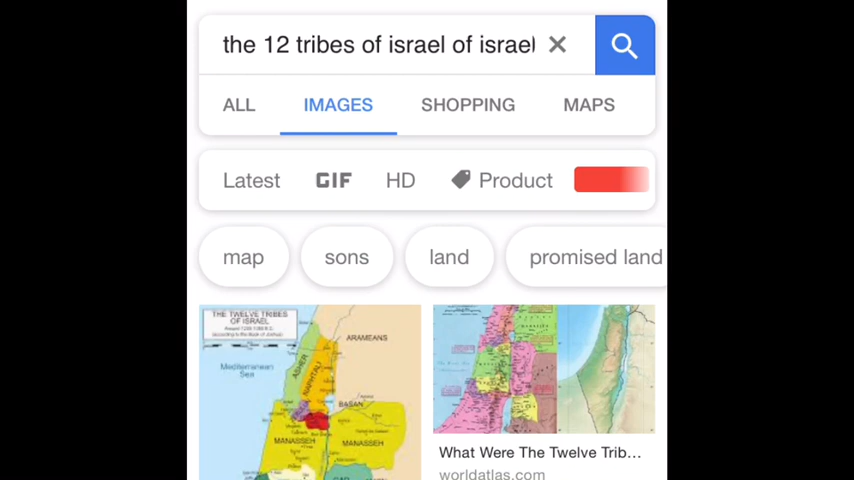 the 12 tribes of israel of israel
ALL IMAGES SHOPPING MAPS
Latest GIF HD Product
map sons land promised land
THE TWELVE TRIBES
OF ISRAEL
ARAMEANS
Mediterranean
Sea
ASHER
NAPHTALI
BASAN
MANASSEH
MANASSEH
What Were The Twelve Trib...
worldatlas.com